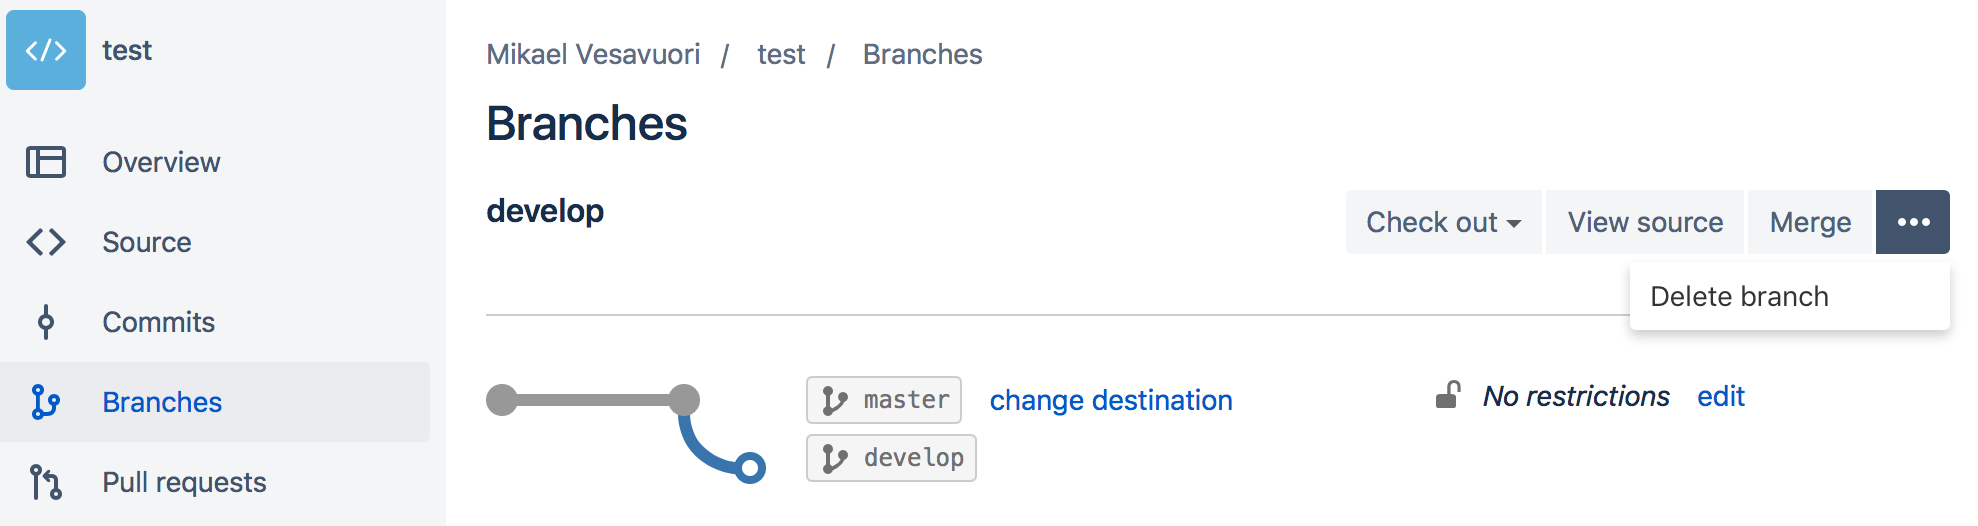 test
Overview
Source
Commits
Branches
Pull requests
Mikael Vesavuori / test / Branches
Branches
develop
Check out
View source
Merge
Delete branch
master
change destination
No restrictions
edit
develop